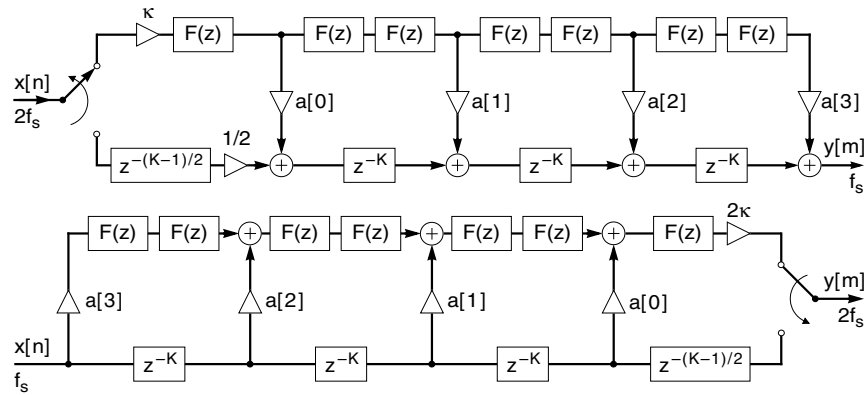 κ F(z) F(z) F(z) F(z) F(z) F(z) F(z)
x[n]
2f_s
a[0] a[1] a[2] a[3]
z^{-(K-1)/2} 1/2 + z^{-K} + z^{-K} + z^{-K} + y[m]
f_s
F(z) F(z) + F(z) F(z) + F(z) F(z) + F(z) 2κ
a[3] a[2] a[1] a[0]
y[m]
2f_s
x[n]
f_s
z^{-K} z^{-K} z^{-K} z^{-(K-1)/2}